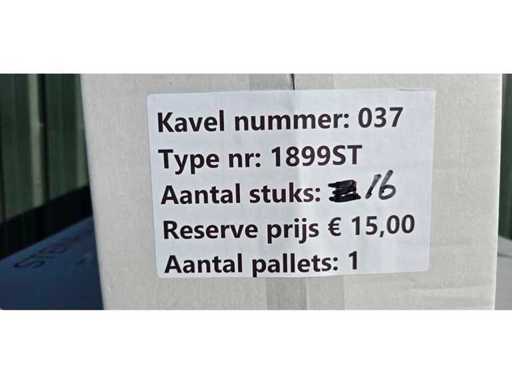 Kavel nummer: 037
Type nr: 1899ST
Aantal stuks: 16
Reserve prijs € 15,00
Aantal pallets: 1